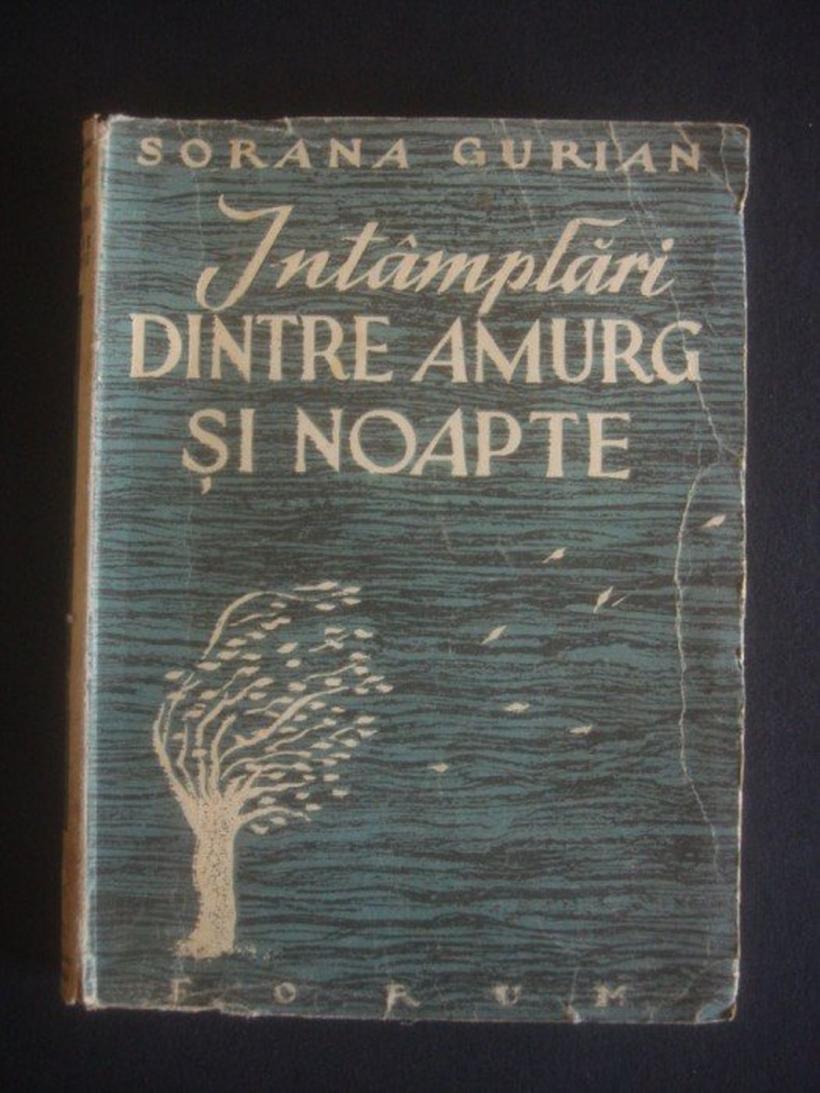 SORANA GURIAN
Intâmplări
DINTRE AMURG
ȘI NOAPTE
FORUM